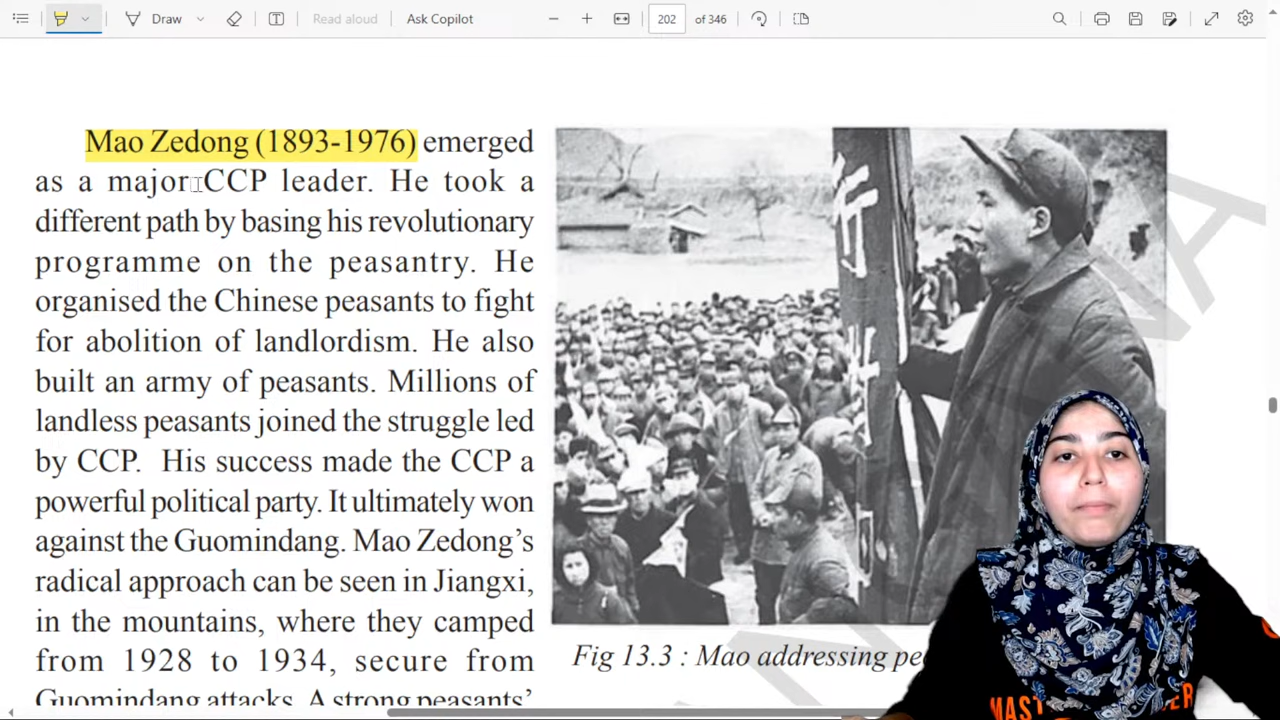 Draw
Read aloud
Ask Copilot
202
of 346
Mao Zedong (1893-1976) emerged
as a major CCP leader. He took a
different path by basing his revolutionary
programme on the peasantry. He
organised the Chinese peasants to fight
for abolition of landlordism. He also
built an army of peasants. Millions of
landless peasants joined the struggle led
by CCP. His success made the CCP a
powerful political party. It ultimately won
against the Guomindang. Mao Zedong's
radical approach can be seen in Jiangxi,
in the mountains, where they camped
from 1928 to 1934, secure from
Guomindang attacks. A strong peasants'
Fig 13.3 : Mao addressing